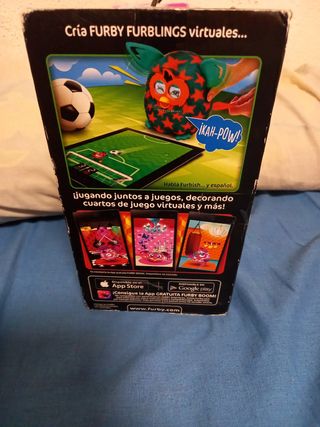 Cría FURBY FURBLINGS virtuales...
¡KAH-POW!
Habla Furbish... y español.
¡Jugando juntos a juegos, decorando
cuartos de juego virtuales y más!
App Store
Google play
¡Consigue la App GRATUITA FURBY BOOM!
www.furby.com